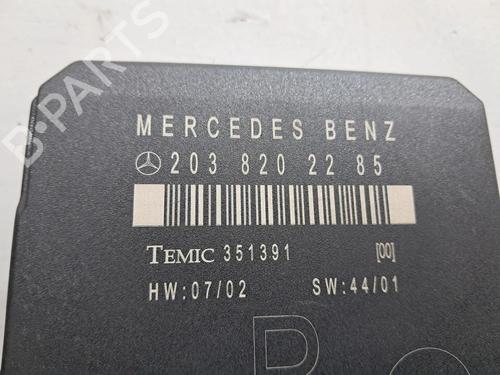 B-PARTS
MERCEDES BENZ
203 820 22 85
TEMIC 351391 [00]
HW:07/02 SW:44/01